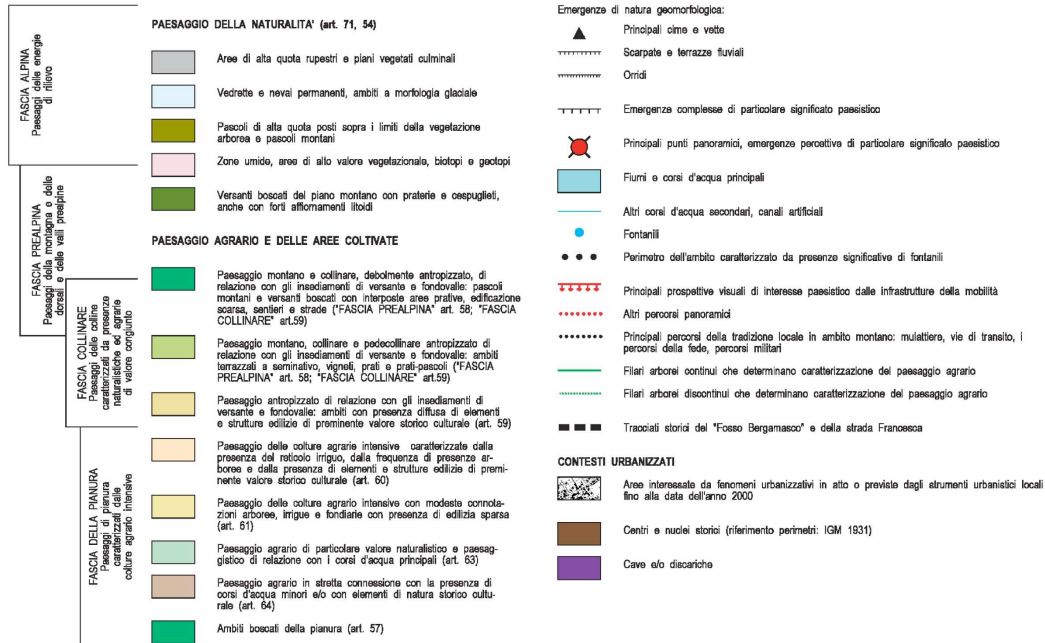 FASCIA ALPINA
Paesaggi delle energie
di rilievo
FASCIA PREALPINA
Paesaggi della montagna e delle
dorsali e delle valli prealpine
FASCIA COLLINARE
Paesaggi delle colline
caratterizzati da presenze
naturalistiche ed agrarie
di valore congiunto
FASCIA DELLA PIANURA
Paesaggi di pianura
caratterizzati dalle
colture agrario intensive
PAESAGGIO DELLA NATURALITA' (art. 71, 54)
Aree di alta quota rupestri e piani vegetati culminali
Vedrette e nevai permanenti, ambiti a morfologia glaciale
Pascoli di alta quota posti sopra i limiti della vegetazione
arborea e pascoli montani
Zone umide, aree di alto valore vegetazionale, biotopi e geotopi
Versanti boscati del piano montano con praterie e cespuglieti,
anche con forti affiornamenti litoidi
PAESAGGIO AGRARIO E DELLE AREE COLTIVATE
Paesaggio montano e collinare, debolmente antropizzato, di
relazione con gli insediamenti di versante e fondovalle: pascoli
montani e versanti boscati con interposte aree prative, edificazione
scarsa, sentieri e strade ("FASCIA PREALPINA" art. 58; "FASCIA
COLLINARE" art.59)
Paesaggio montano, collinare e pedecollinare antropizzato di
relazione con gli insediamenti di versante e fondovalle: ambiti
terrazzati a seminativo, vigneti, prati e prati-pascoli ("FASCIA
PREALPINA" art. 58; "FASCIA COLLINARE" art.59)
Paesaggio antropizzato di relazione con gli insediamenti di
versante e fondovalle: ambiti con presenza diffusa di elementi
e strutture edilizie di preminente valore storico culturale (art. 59)
Paesaggio delle colture agrarie intensive caratterizzate dalla
presenza del reticolo irriguo, dalla frequenza di presenze ar-
boree e dalla presenza di elementi e strutture edilizie di premi-
nente valore storico culturale (art. 60)
Paesaggio delle colture agrarie intensive con modeste connota-
zioni arboree, irrigue e fondiarie con presenza di edilizia sparsa
(art. 61)
Paesaggio agrario di particolare valore naturalistico e paesag-
gistico di relazione con i corsi d'acqua principali (art. 63)
Paesaggio agrario in stretta connessione con la presenza di
corsi d'acqua minori e/o con elementi di natura storico cultu-
rale (art. 64)
Ambiti boscati della pianura (art. 57)
Emergenze di natura geomorfologica:
Principali cime e vette
Scarpate e terrazze fluviali
Orridi
Emergenze complesse di particolare significato paesistico
Principali punti panoramici, emergenze percettive di particolare significato paesistico
Fiumi e corsi d'acqua principali
Altri corsi d'acqua secondari, canali artificiali
Fontanili
Perimetro dell'ambito caratterizzato da presenze significative di fontanili
Principali prospettive visuali di interesse paesistico dalle infrastrutture della mobilità
Altri percorsi panoramici
Principali percorsi della tradizione locale in ambito montano: mulattiere, vie di transito, i
percorsi della fede, percorsi militari
Filari arborei continui che determinano caratterizzazione del paesaggio agrario
Filari arborei discontinui che determinano caratterizzazione del paesaggio agrario
Tracciati storici del "Fosso Bergamasco" e della strada Francesca
CONTESTI URBANIZZATI
Aree interessate da fenomeni urbanizzativi in atto o previste dagli strumenti urbanistici locali
fino alla data dell'anno 2000
Centri e nuclei storici (riferimento perimetri: IGM 1931)
Cave e/o discariche